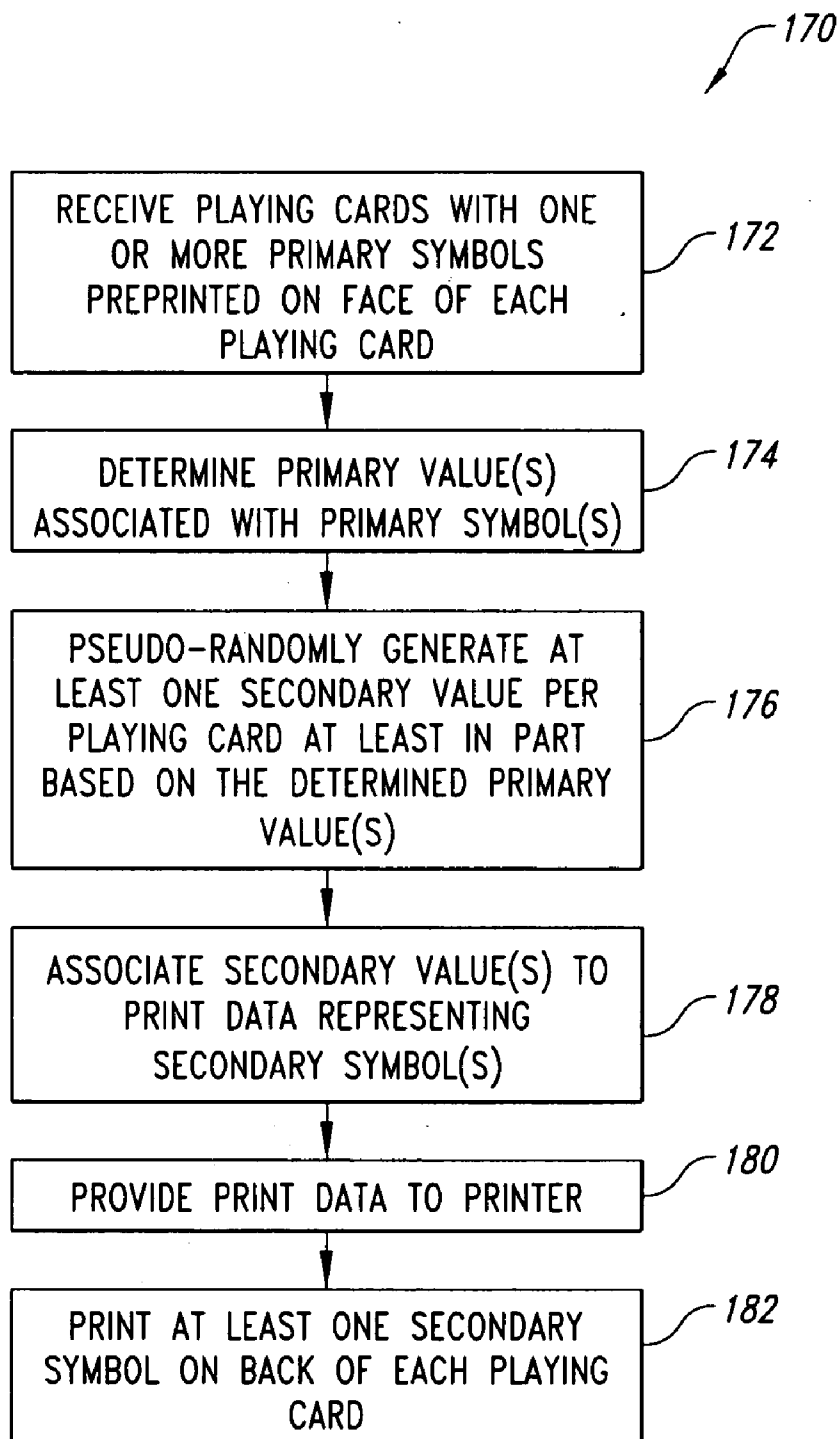 170
RECEIVE PLAYING CARDS WITH ONE
OR MORE PRIMARY SYMBOLS
PREPRINTED ON FACE OF EACH
PLAYING CARD
172
DETERMINE PRIMARY VALUE(S)
ASSOCIATED WITH PRIMARY SYMBOL(S)
174
PSEUDO-RANDOMLY GENERATE AT
LEAST ONE SECONDARY VALUE PER
PLAYING CARD AT LEAST IN PART
BASED ON THE DETERMINED PRIMARY
VALUE(S)
176
ASSOCIATE SECONDARY VALUE(S) TO
PRINT DATA REPRESENTING
SECONDARY SYMBOL(S)
178
PROVIDE PRINT DATA TO PRINTER
180
PRINT AT LEAST ONE SECONDARY
SYMBOL ON BACK OF EACH PLAYING
CARD
182